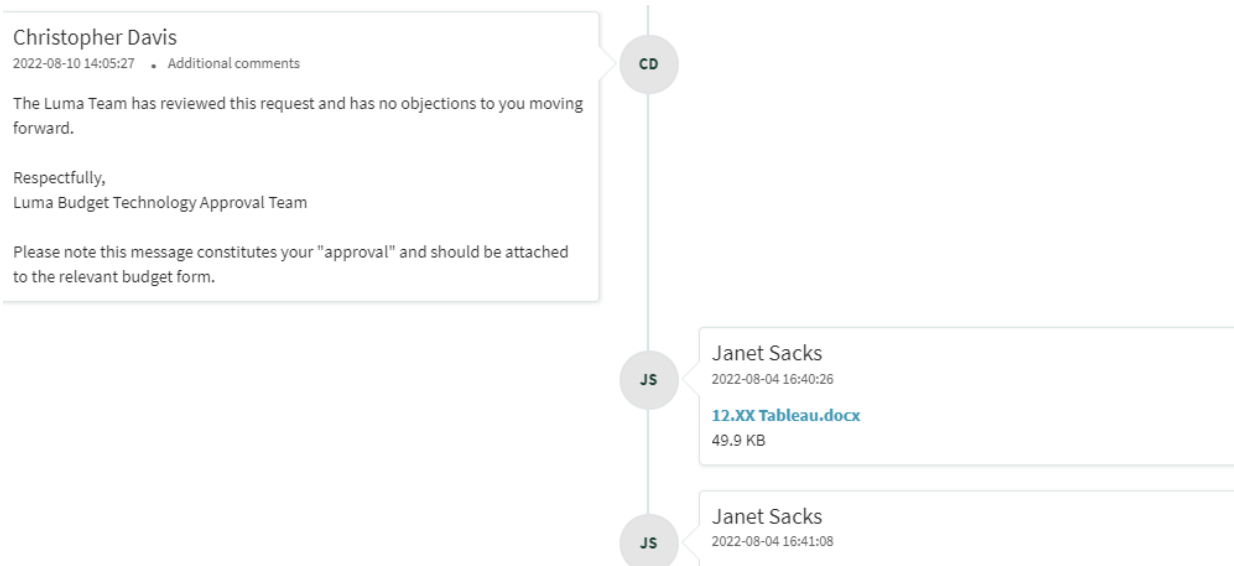 Christopher Davis
2022-08-10 14:05:27 • Additional comments
CD
The Luma Team has reviewed this request and has no objections to you moving
forward.
Respectfully,
Luma Budget Technology Approval Team
Please note this message constitutes your "approval" and should be attached
to the relevant budget form.
JS
Janet Sacks
2022-08-04 16:40:26
12.XX Tableau.docx
49.9 KB
JS
Janet Sacks
2022-08-04 16:41:08